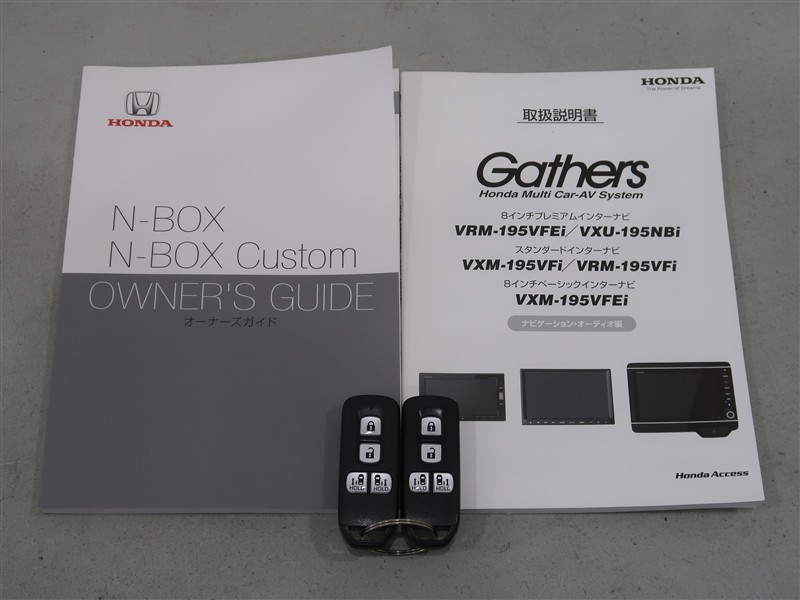 HONDA
N-BOX
N-BOX Custom
OWNER'S GUIDE
オーナーズガイド
HONDA
The Power of Dreams
取扱説明書
Gathers
Honda Multi Car-AV System
8インチプレミアムインターナビ
VRM-195VFEi／VXU-195NBi
スタンダードインターナビ
VXM-195VFi／VRM-195VFi
8インチベーシックインターナビ
VXM-195VFEi
ナビゲーション・オーディオ編
Honda Access
HOLD HOLD
HOLD HOLD